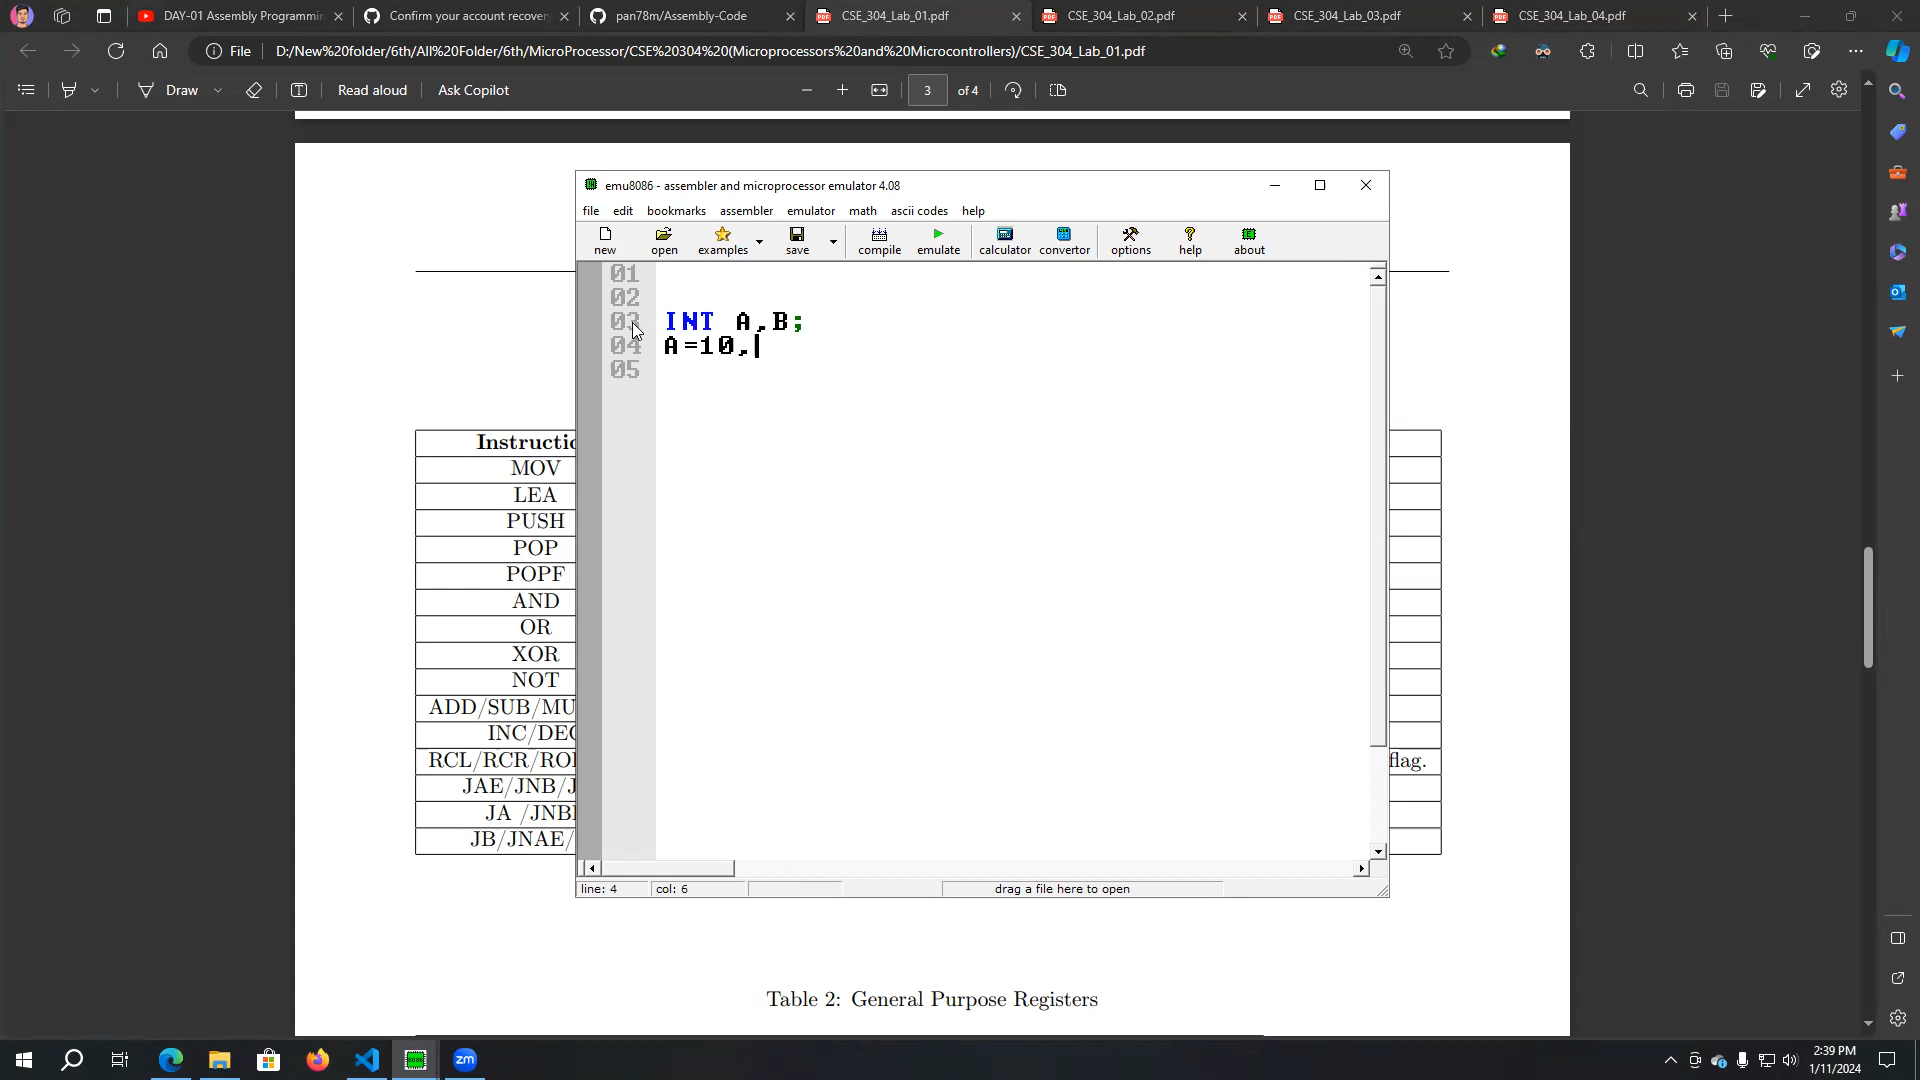 DAY-01 Assembly Programmin
Confirm your account recovery
pan78m/Assembly-Code
CSE_304_Lab_01.pdf
CSE_304_Lab_02.pdf
CSE_304_Lab_03.pdf
CSE_304_Lab_04.pdf
File
D:/New%20folder/6th/All%20Folder/6th/MicroProcessor/CSE%20304%20(Microprocessors%20and%20Microcontrollers)/CSE_304_Lab_01.pdf
Draw
Read aloud
Ask Copilot
3
of 4
emu8086 - assembler and microprocessor emulator 4.08
file edit bookmarks assembler emulator math ascii codes help
new open examples save compile emulate calculator convertor options help about
01
02
03 INT A,B;
04 A=10,
05
Instructio
MOV
LEA
PUSH
POP
POPF
AND
OR
XOR
NOT
ADD/SUB/MU
INC/DEC
RCL/RCR/RO flag.
JAE/JNB/J
JA /JNB
JB/JNAE/
line: 4 col: 6 drag a file here to open
Table 2: General Purpose Registers
zm
2:39 PM
1/11/2024